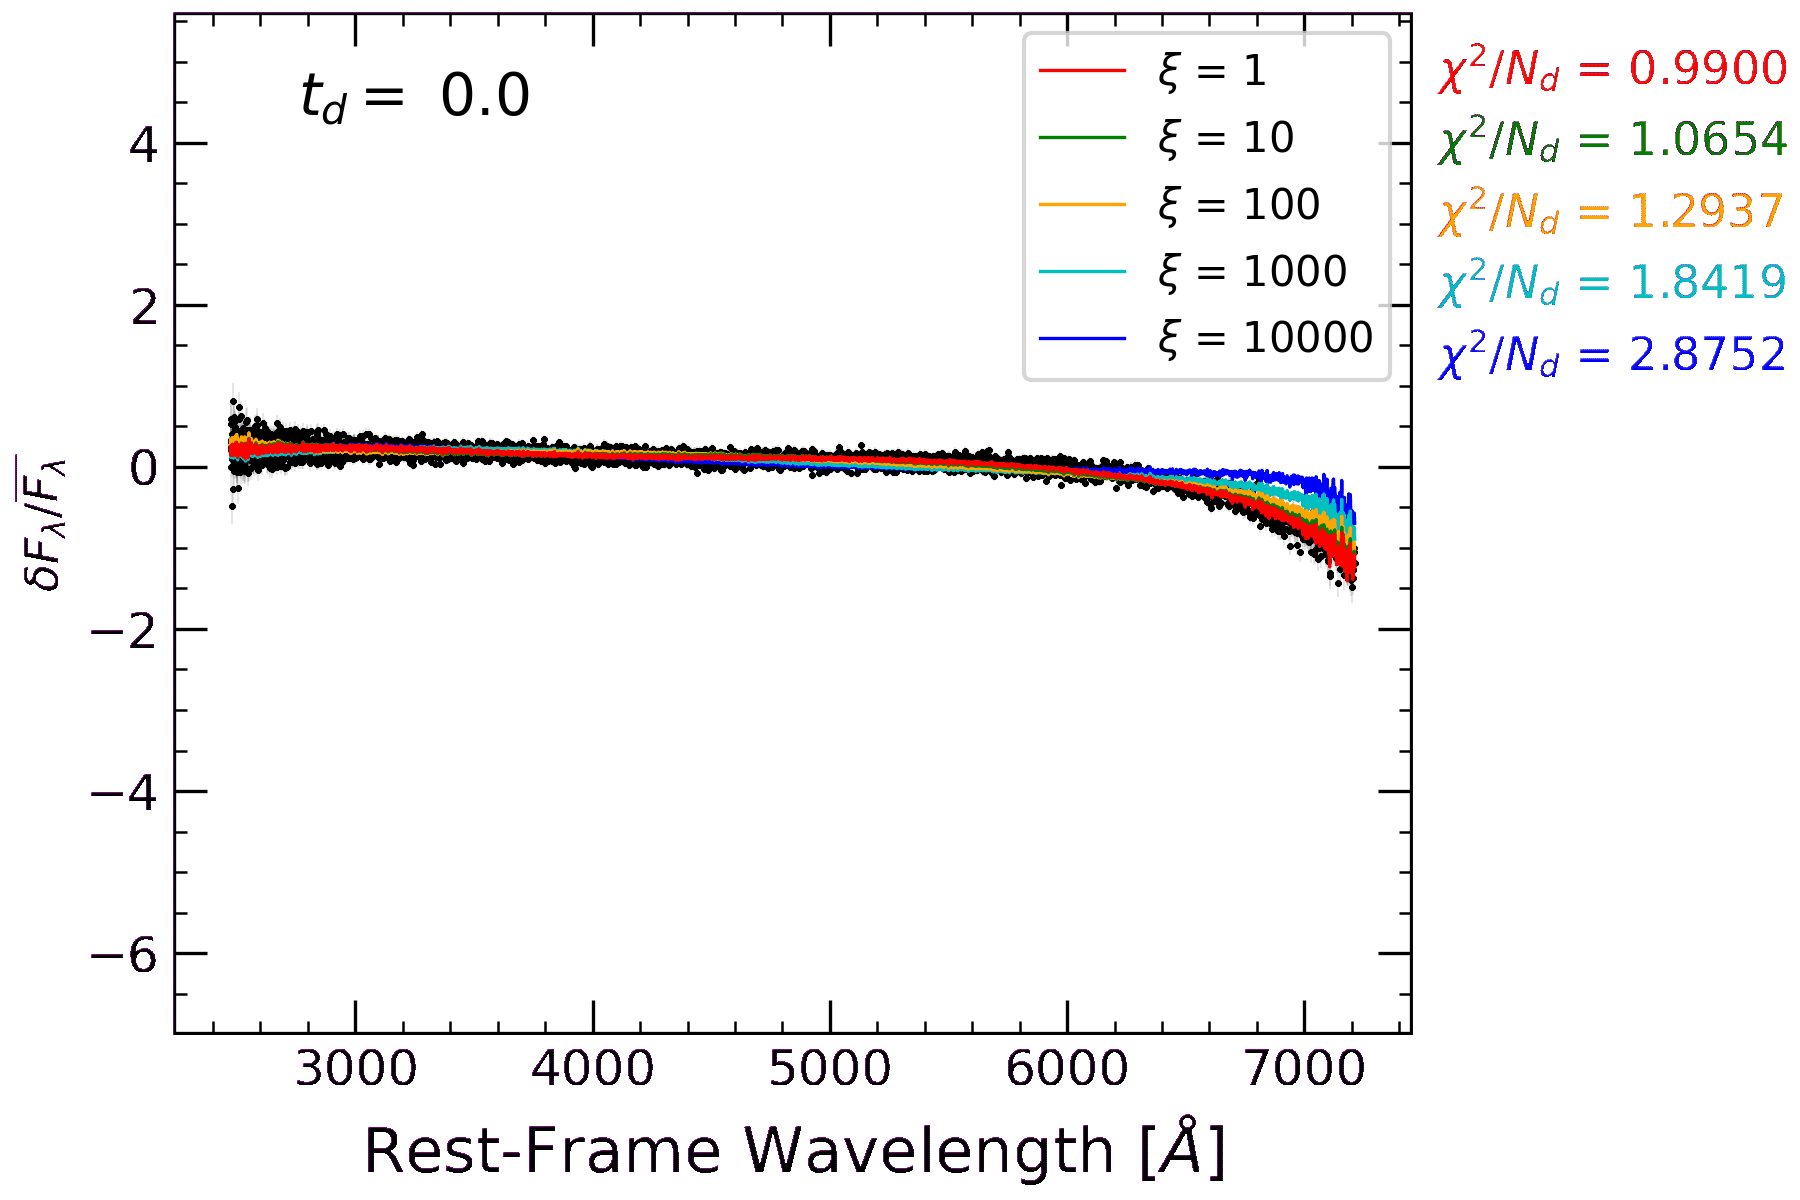 t_d = 0.0
ξ = 1
ξ = 10
ξ = 100
ξ = 1000
ξ = 10000
χ²/N_d = 0.9900
χ²/N_d = 1.0654
χ²/N_d = 1.2937
χ²/N_d = 1.8419
χ²/N_d = 2.8752
δF_λ/F̅_λ
4
2
0
−2
−4
−6
3000 4000 5000 6000 7000
Rest-Frame Wavelength [Å]